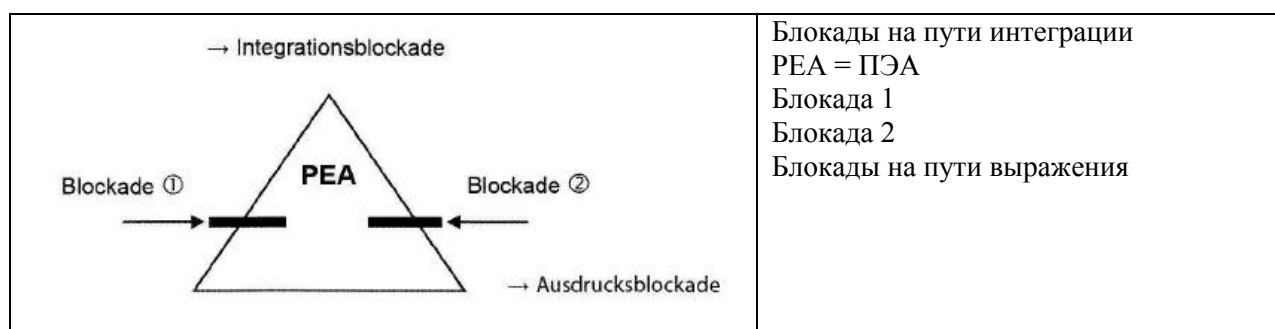 → Integrationsblockade
PEA
Blockade ①
Blockade ②
→ Ausdrucksblockade
Блокады на пути интеграции
PEA = ПЭА
Блокада 1
Блокада 2
Блокады на пути выражения